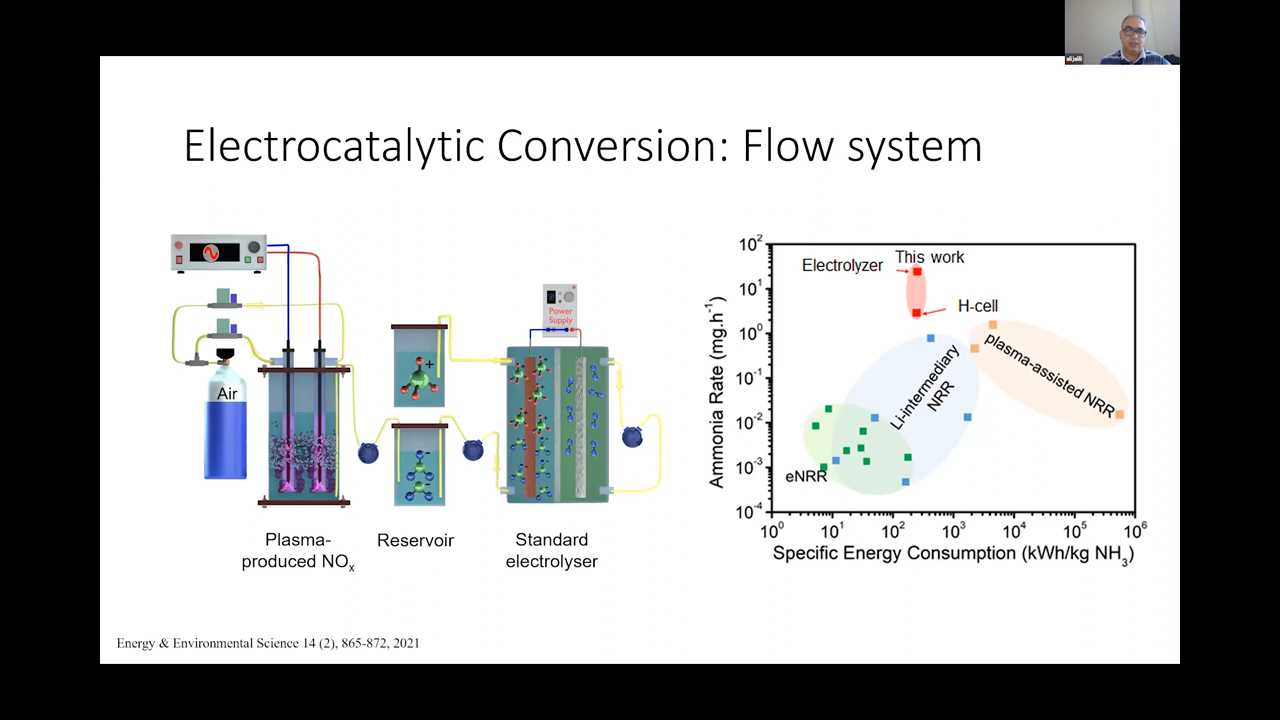 alijalili
Electrocatalytic Conversion: Flow system
Air
Power
Supply
+
-
Plasma-
produced NOx
Reservoir
Standard
electrolyser
Ammonia Rate (mg.h⁻¹)
10²
10¹
10⁰
10⁻¹
10⁻²
10⁻³
10⁻⁴
Electrolyzer
This work
H-cell
plasma-assisted NRR
Li-intermediary
NRR
eNRR
10⁰ 10¹ 10² 10³ 10⁴ 10⁵ 10⁶
Specific Energy Consumption (kWh/kg NH₃)
Energy & Environmental Science 14 (2), 865-872, 2021